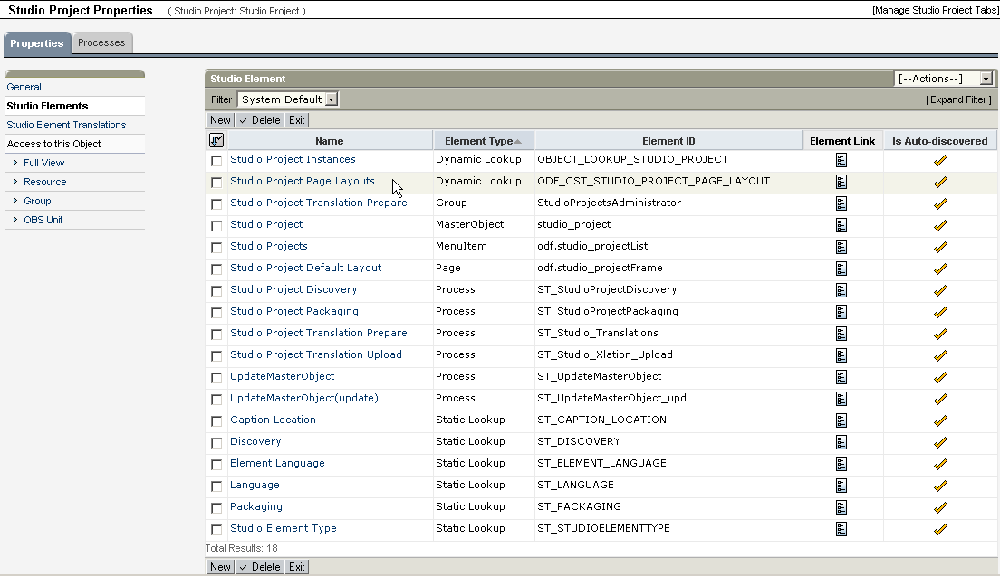 Studio Project Properties ( Studio Project: Studio Project ) [Manage Studio Project Tabs]
Properties Processes
General
Studio Elements
Studio Element Translations
Access to this Object
Full View
Resource
Group
OBS Unit
Studio Element [--Actions--]
Filter System Default [ Expand Filter ]
New Delete Exit
Name Element Type Element ID Element Link Is Auto-discovered
Studio Project Instances Dynamic Lookup OBJECT_LOOKUP_STUDIO_PROJECT
Studio Project Page Layouts Dynamic Lookup ODF_CST_STUDIO_PROJECT_PAGE_LAYOUT
Studio Project Translation Prepare Group StudioProjectsAdministrator
Studio Project MasterObject studio_project
Studio Projects MenuItem odf.studio_projectList
Studio Project Default Layout Page odf.studio_projectFrame
Studio Project Discovery Process ST_StudioProjectDiscovery
Studio Project Packaging Process ST_StudioProjectPackaging
Studio Project Translation Prepare Process ST_Studio_Translations
Studio Project Translation Upload Process ST_Studio_Xlation_Upload
UpdateMasterObject Process ST_UpdateMasterObject
UpdateMasterObject(update) Process ST_UpdateMasterObject_upd
Caption Location Static Lookup ST_CAPTION_LOCATION
Discovery Static Lookup ST_DISCOVERY
Element Language Static Lookup ST_ELEMENT_LANGUAGE
Language Static Lookup ST_LANGUAGE
Packaging Static Lookup ST_PACKAGING
Studio Element Type Static Lookup ST_STUDIOELEMENTTYPE
Total Results: 18
New Delete Exit